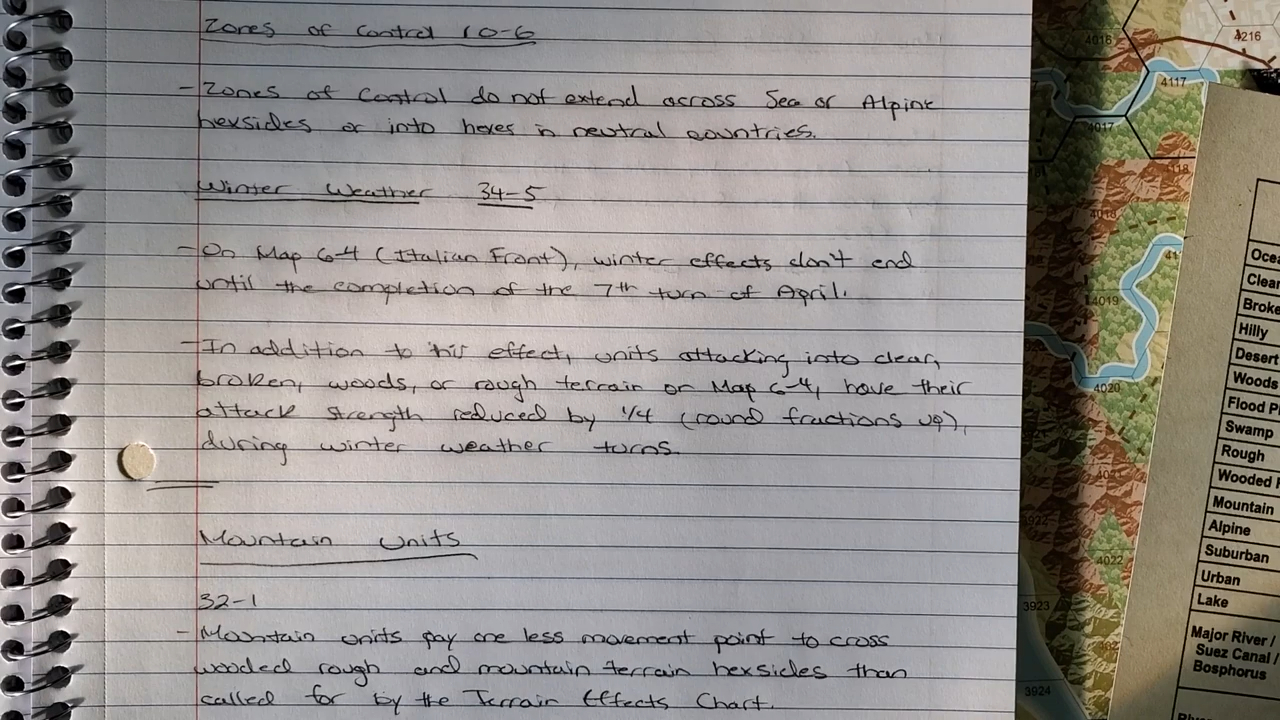 Zones of Control 10-6
- Zones of Control do not extend across Sea or Alpine
hexsides or into hexes in neutral countries.
Winter Weather 34-5
- On Map 6-4 (Italian Front), winter effects don't end
until the completion of the 7th turn of April.
- In addition to this effect, units attacking into clear,
broken, woods, or rough terrain on Map 6-4, have their
attack strength reduced by 1/4 (round fractions up),
during winter weather turns.
Mountain Units
32-1
- Mountain units pay one less movement point to cross
wooded rough and mountain terrain hexsides than
called for by the Terrain Effects Chart.
4016
4216
4117
4017
4018
4019
4020
4022
3923
3924
Clear
Broke
Hilly
Desert
Woods
Flood P
Swamp
Rough
Wooded
Mountain
Alpine
Suburban
Urban
Lake
Major River /
Suez Canal /
Bosphorus